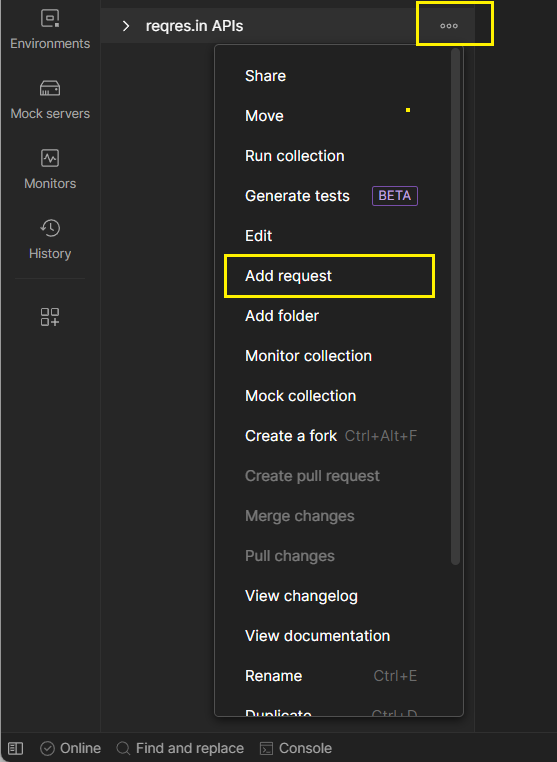 Environments
Mock servers
Monitors
History
reqres.in APIs
Share
Move
Run collection
Generate tests BETA
Edit
Add request
Add folder
Monitor collection
Mock collection
Create a fork Ctrl+Alt+F
Create pull request
Merge changes
Pull changes
View changelog
View documentation
Rename Ctrl+E
Duplicate Ctrl+D
Online Find and replace Console